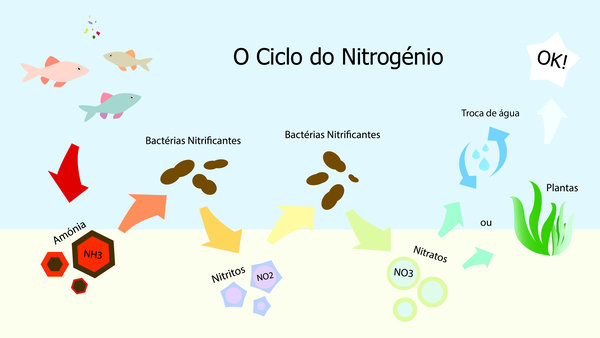 O Ciclo do Nitrogénio
OK!
Bactérias Nitrificantes
Bactérias Nitrificantes
Troca de água
Plantas
ou
Amónia
NH3
Nitritos
NO2
Nitratos
NO3